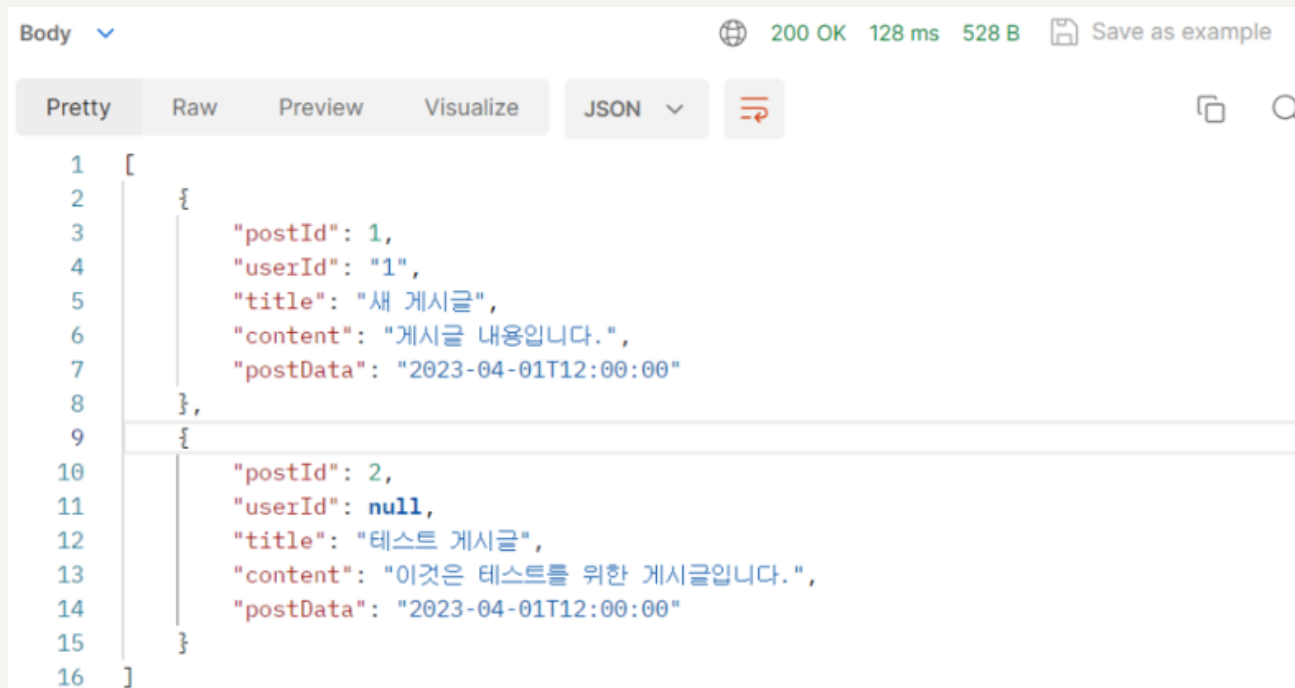 Body
200 OK 128 ms 528 B Save as example
Pretty Raw Preview Visualize JSON
1 [
2 {
3 "postId": 1,
4 "userId": "1",
5 "title": "새 게시글",
6 "content": "게시글 내용입니다.",
7 "postData": "2023-04-01T12:00:00"
8 },
9 {
10 "postId": 2,
11 "userId": null,
12 "title": "테스트 게시글",
13 "content": "이것은 테스트를 위한 게시글입니다.",
14 "postData": "2023-04-01T12:00:00"
15 }
16 ]